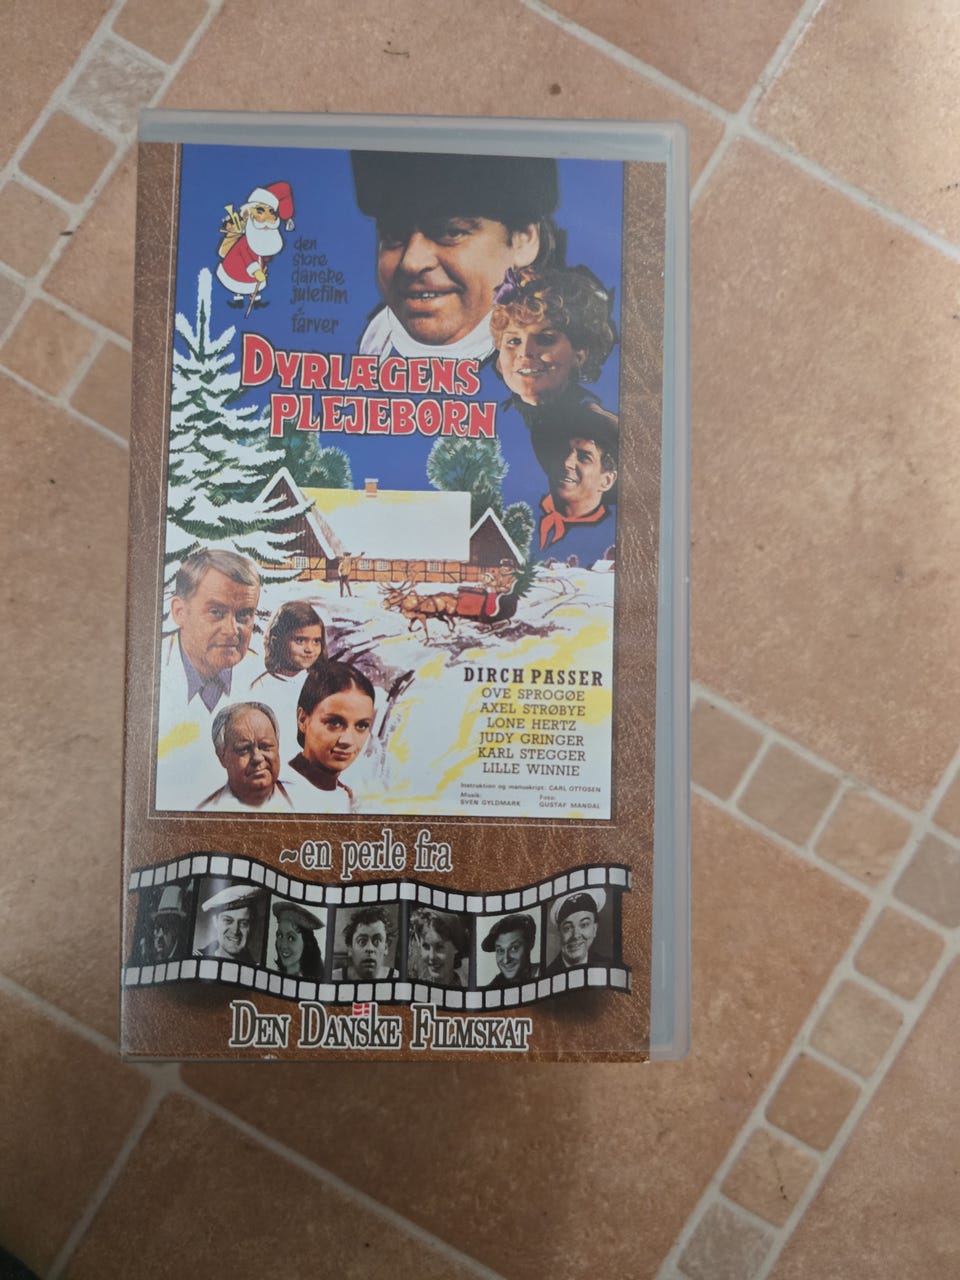 den
store
danske
julefilm
i
farver
DYRLÆGENS
PLEJEBØRN
DIRCH PASSER
OVE SPROGØE
AXEL STRØBYE
LONE HERTZ
JUDY GRINGER
KARL STEGGER
LILLE WINNIE
Instruktion og manuskript: CARL OTTOSEN
Musik: Foto:
SVEN GYLDMARK GUSTAF MANDAL
~en perle fra
DEN DANSKE FILMSKAT